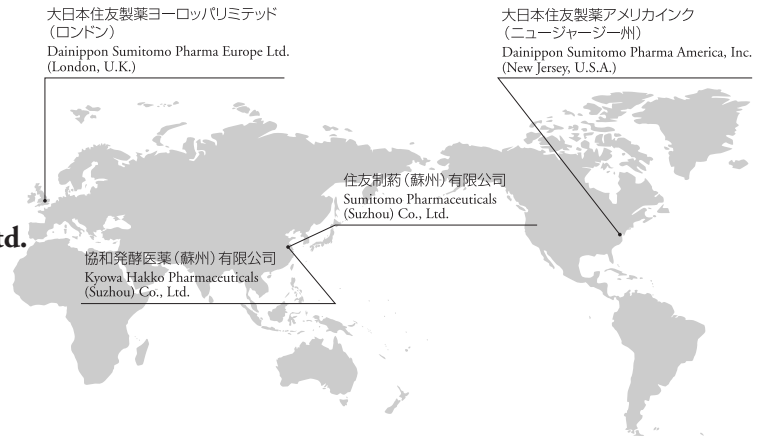 大日本住友製薬ヨーロッパリミテッド
（ロンドン）
Dainippon Sumitomo Pharma Europe Ltd.
(London, U.K.)
大日本住友製薬アメリカインク
（ニュージャージー州）
Dainippon Sumitomo Pharma America, Inc.
(New Jersey, U.S.A.)
住友制葯（蘇州）有限公司
Sumitomo Pharmaceuticals
(Suzhou) Co., Ltd.
td.
協和発酵医薬（蘇州）有限公司
Kyowa Hakko Pharmaceuticals
(Suzhou) Co., Ltd.